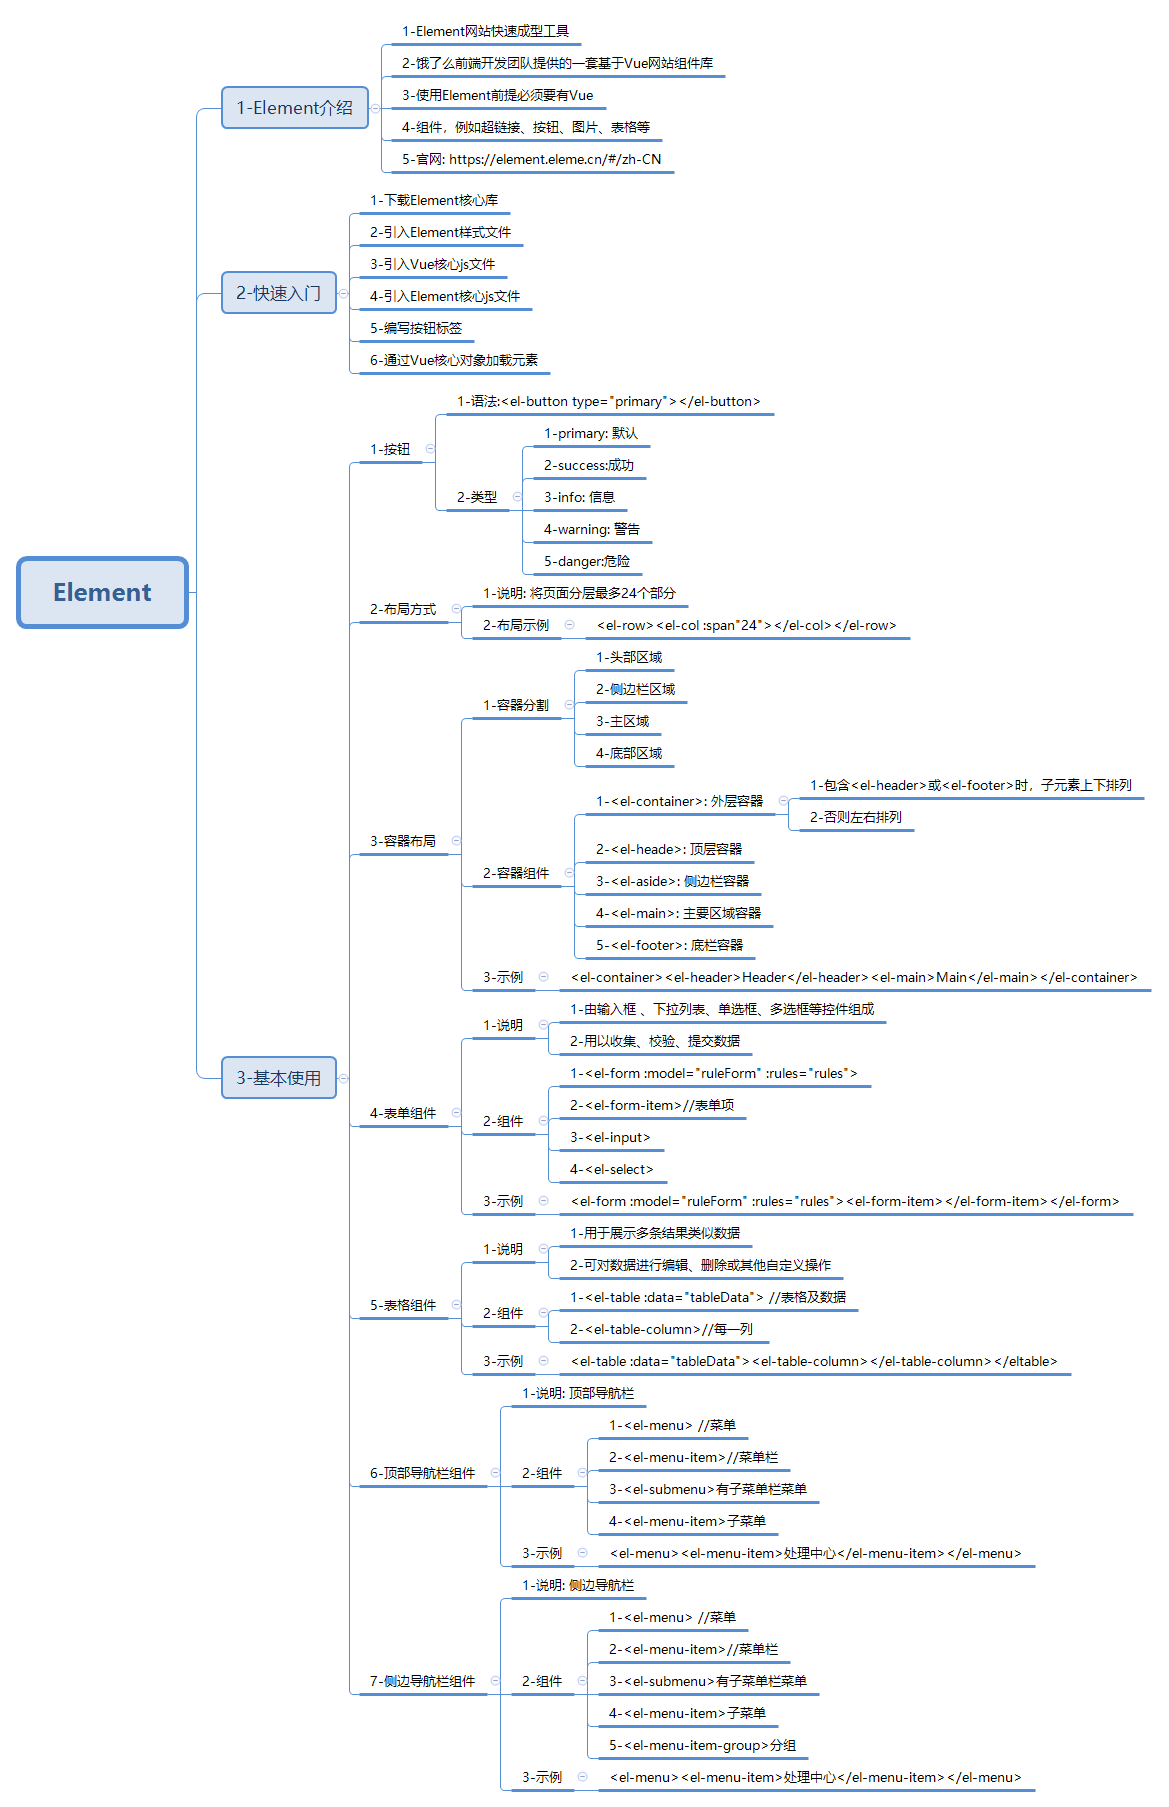 Element
1-Element介绍
1-Element网站快速成型工具
2-饿了么前端开发团队提供的一套基于Vue网站组件库
3-使用Element前提必须要有Vue
4-组件，例如超链接、按钮、图片、表格等
5-官网: https://element.eleme.cn/#/zh-CN
2-快速入门
1-下载Element核心库
2-引入Element样式文件
3-引入Vue核心js文件
4-引入Element核心js文件
5-编写按钮标签
6-通过Vue核心对象加载元素
3-基本使用
1-按钮
1-语法:<el-button type="primary"></el-button>
2-类型
1-primary: 默认
2-success:成功
3-info: 信息
4-warning: 警告
5-danger:危险
2-布局方式
1-说明: 将页面分层最多24个部分
2-布局示例
<el-row><el-col :span"24"></el-col></el-row>
3-容器布局
1-容器分割
1-头部区域
2-侧边栏区域
3-主区域
4-底部区域
2-容器组件
1-<el-container>: 外层容器
1-包含<el-header>或<el-footer>时，子元素上下排列
2-否则左右排列
2-<el-heade>: 顶层容器
3-<el-aside>: 侧边栏容器
4-<el-main>: 主要区域容器
5-<el-footer>: 底栏容器
3-示例
<el-container><el-header>Header</el-header><el-main>Main</el-main></el-container>
4-表单组件
1-说明
1-由输入框 、下拉列表、单选框、多选框等控件组成
2-用以收集、校验、提交数据
2-组件
1-<el-form :model="ruleForm" :rules="rules">
2-<el-form-item>//表单项
3-<el-input>
4-<el-select>
3-示例
<el-form :model="ruleForm" :rules="rules"><el-form-item></el-form-item></el-form>
5-表格组件
1-说明
1-用于展示多条结果类似数据
2-可对数据进行编辑、删除或其他自定义操作
2-组件
1-<el-table :data="tableData"> //表格及数据
2-<el-table-column>//每一列
3-示例
<el-table :data="tableData"><el-table-column></el-table-column></eltable>
6-顶部导航栏组件
1-说明: 顶部导航栏
2-组件
1-<el-menu> //菜单
2-<el-menu-item>//菜单栏
3-<el-submenu>有子菜单栏菜单
4-<el-menu-item>子菜单
3-示例
<el-menu><el-menu-item>处理中心</el-menu-item></el-menu>
7-侧边导航栏组件
1-说明: 侧边导航栏
2-组件
1-<el-menu> //菜单
2-<el-menu-item>//菜单栏
3-<el-submenu>有子菜单栏菜单
4-<el-menu-item>子菜单
5-<el-menu-item-group>分组
3-示例
<el-menu><el-menu-item>处理中心</el-menu-item></el-menu>